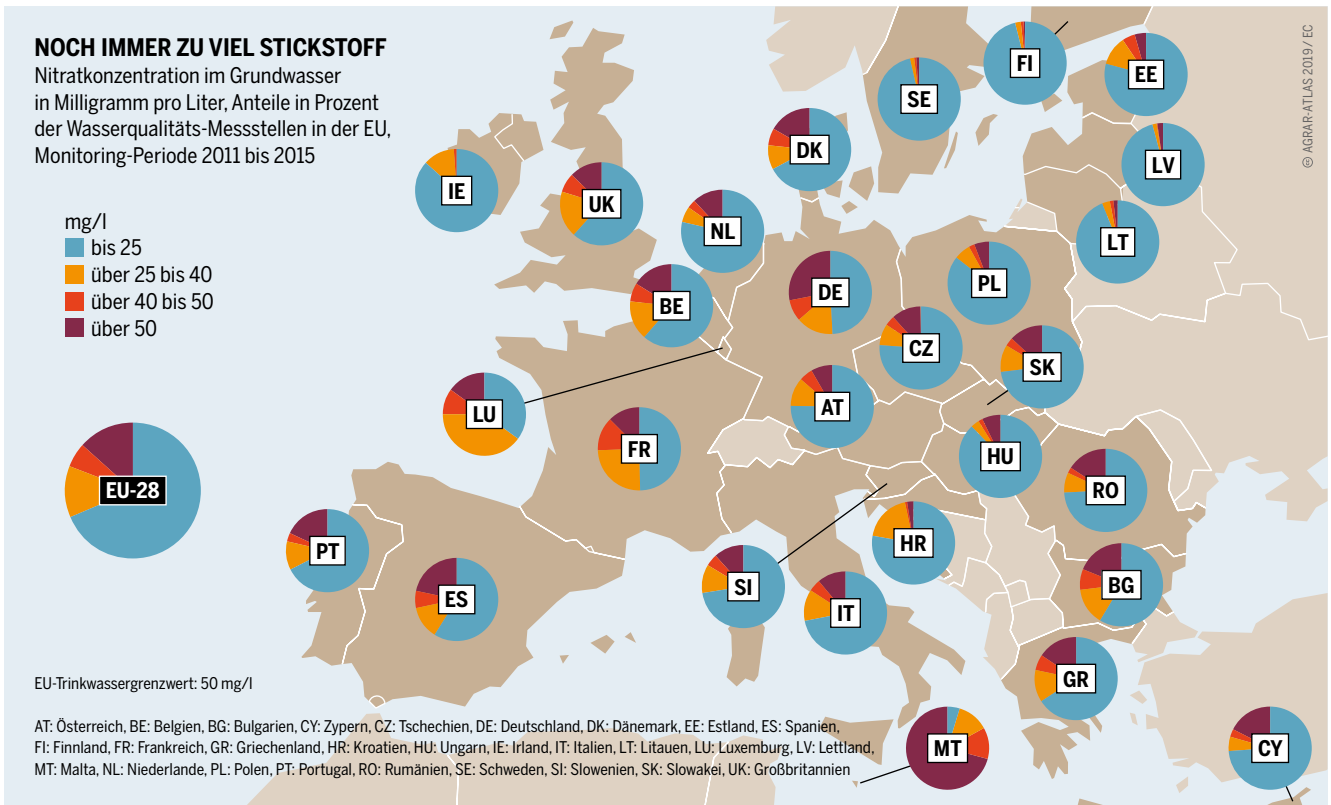 NOCH IMMER ZU VIEL STICKSTOFF
Nitratkonzentration im Grundwasser
in Milligramm pro Liter, Anteile in Prozent
der Wasserqualitäts-Messstellen in der EU,
Monitoring-Periode 2011 bis 2015
mg/l
bis 25
über 25 bis 40
über 40 bis 50
über 50
© AGRAR-ATLAS 2019/ EC
FI
EE
SE
DK
LV
IE
UK
NL
LT
PL
DE
BE
CZ
SK
AT
LU
FR
HU
EU-28
RO
PT
HR
SI
BG
ES
IT
GR
MT
CY
EU-Trinkwassergrenzwert: 50 mg/l
AT: Österreich, BE: Belgien, BG: Bulgarien, CY: Zypern, CZ: Tschechien, DE: Deutschland, DK: Dänemark, EE: Estland, ES: Spanien,
FI: Finnland, FR: Frankreich, GR: Griechenland, HR: Kroatien, HU: Ungarn, IE: Irland, IT: Italien, LT: Litauen, LU: Luxemburg, LV: Lettland,
MT: Malta, NL: Niederlande, PL: Polen, PT: Portugal, RO: Rumänien, SE: Schweden, SI: Slowenien, SK: Slowakei, UK: Großbritannien